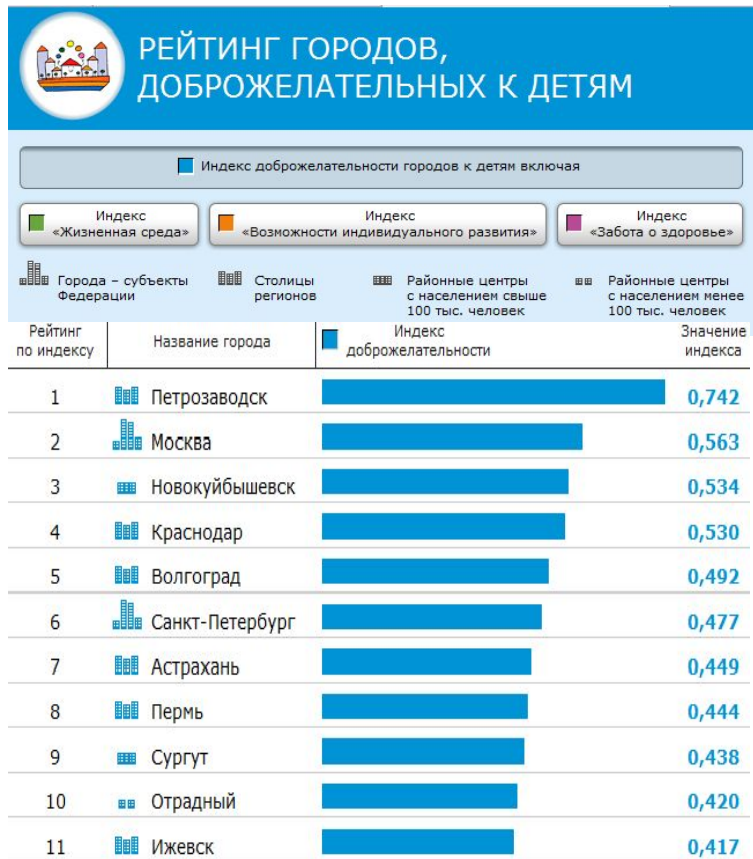 РЕЙТИНГ ГОРОДОВ,
ДОБРОЖЕЛАТЕЛЬНЫХ К ДЕТЯМ
Индекс доброжелательности городов к детям включая
Индекс
«Жизненная среда»
Индекс
«Возможности индивидуального развития»
Индекс
«Забота о здоровье»
Города – субъекты
Федерации
Столицы
регионов
Районные центры
с населением свыше
100 тыс. человек
Районные центры
с населением менее
100 тыс. человек
Рейтинг
по индексу
Название города
Индекс
доброжелательности
Значение
индекса
1 Петрозаводск 0,742
2 Москва 0,563
3 Новокуйбышевск 0,534
4 Краснодар 0,530
5 Волгоград 0,492
6 Санкт-Петербург 0,477
7 Астрахань 0,449
8 Пермь 0,444
9 Сургут 0,438
10 Отрадный 0,420
11 Ижевск 0,417